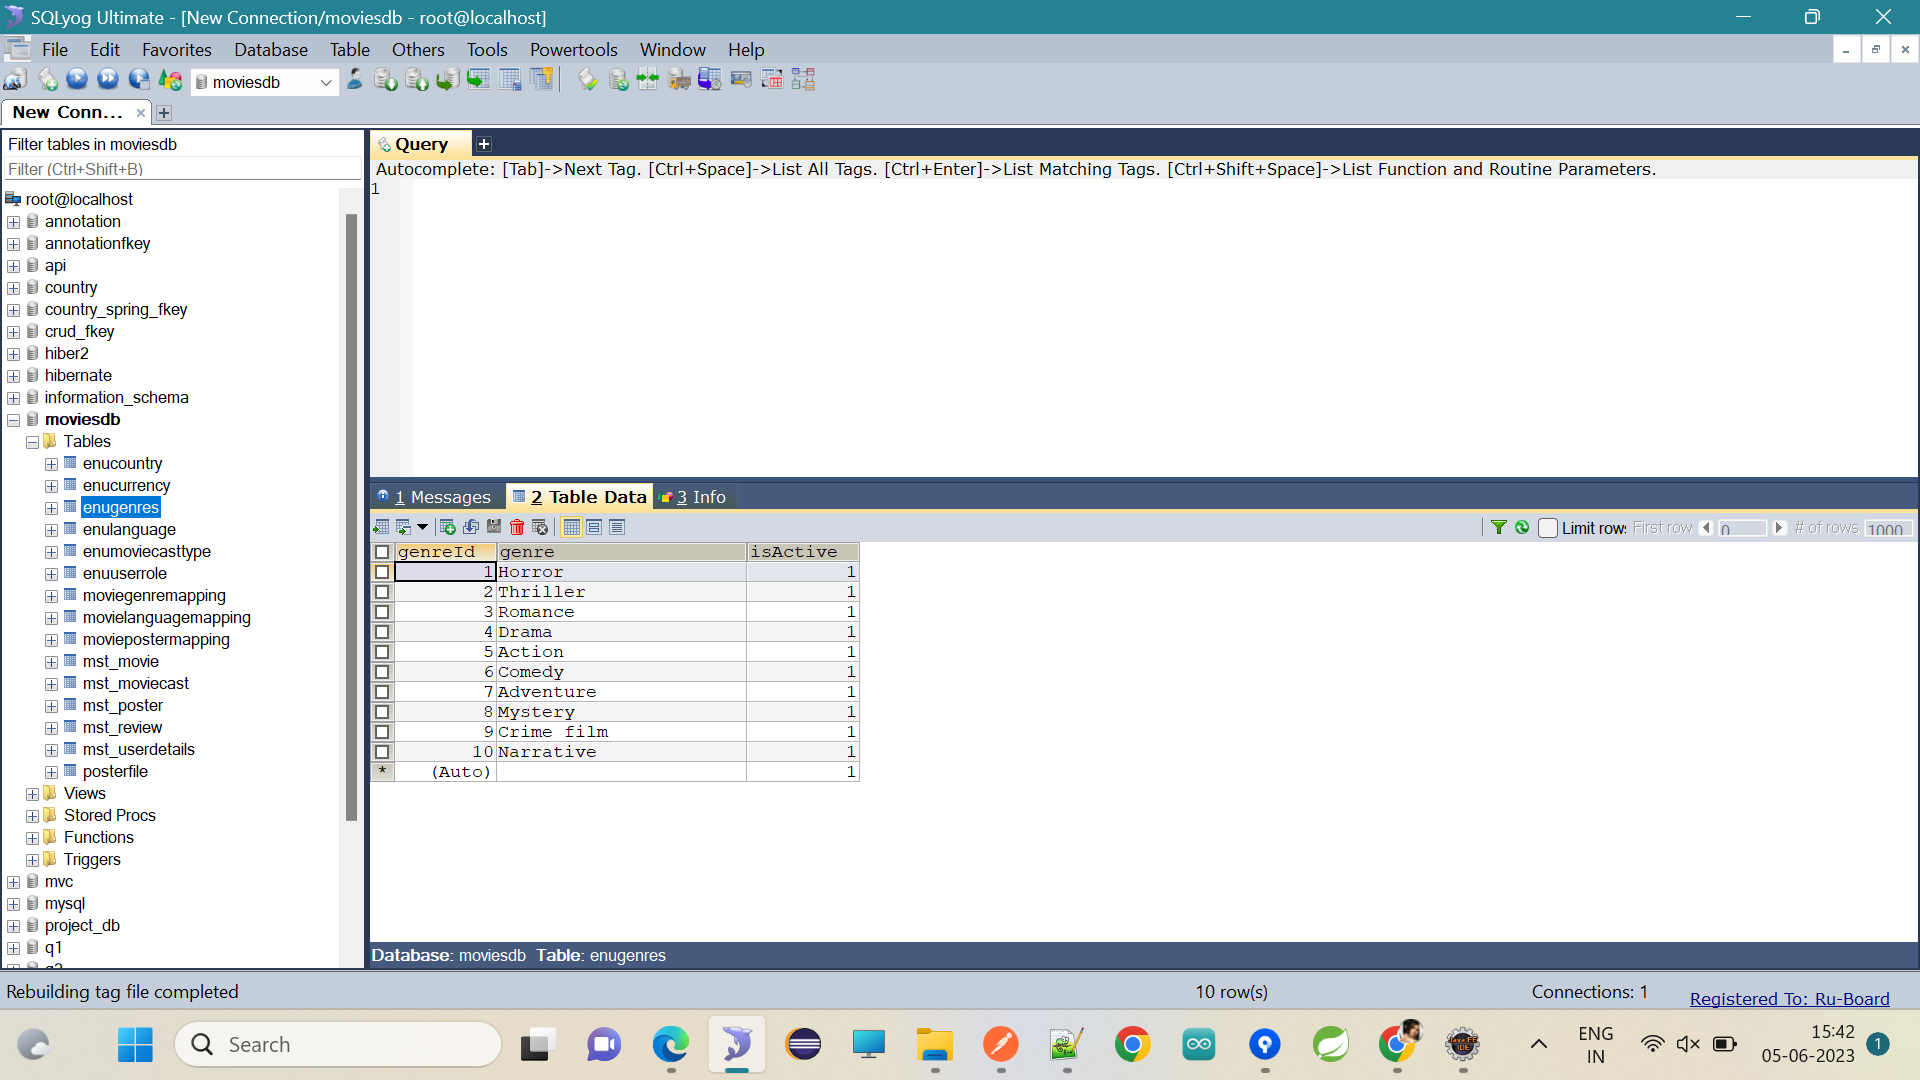 SQLyog Ultimate - [New Connection/moviesdb - root@localhost]
File Edit Favorites Database Table Others Tools Powertools Window Help
moviesdb
New Conn...
Filter tables in moviesdb
Filter (Ctrl+Shift+B)
root@localhost
annotation
annotationfkey
api
country
country_spring_fkey
crud_fkey
hiber2
hibernate
information_schema
moviesdb
Tables
enucountry
enucurrency
enugenres
enulanguage
enumoviecasttype
enuuserrole
moviegenremapping
movielanguagemapping
moviepostermapping
mst_movie
mst_moviecast
mst_poster
mst_review
mst_userdetails
posterfile
Views
Stored Procs
Functions
Triggers
mvc
mysql
project_db
q1
Query
Autocomplete: [Tab]->Next Tag. [Ctrl+Space]->List All Tags. [Ctrl+Enter]->List Matching Tags. [Ctrl+Shift+Space]->List Function and Routine Parameters.
1
1 Messages 2 Table Data 3 Info
Limit rows First row 0 # of rows 1000
genreId genre isActive
1 Horror 1
2 Thriller 1
3 Romance 1
4 Drama 1
5 Action 1
6 Comedy 1
7 Adventure 1
8 Mystery 1
9 Crime film 1
10 Narrative 1
* (Auto) 1
Database: moviesdb Table: enugenres
Rebuilding tag file completed 10 row(s) Connections: 1 Registered To: Ru-Board
Search
ENG
IN
15:42
05-06-2023
1